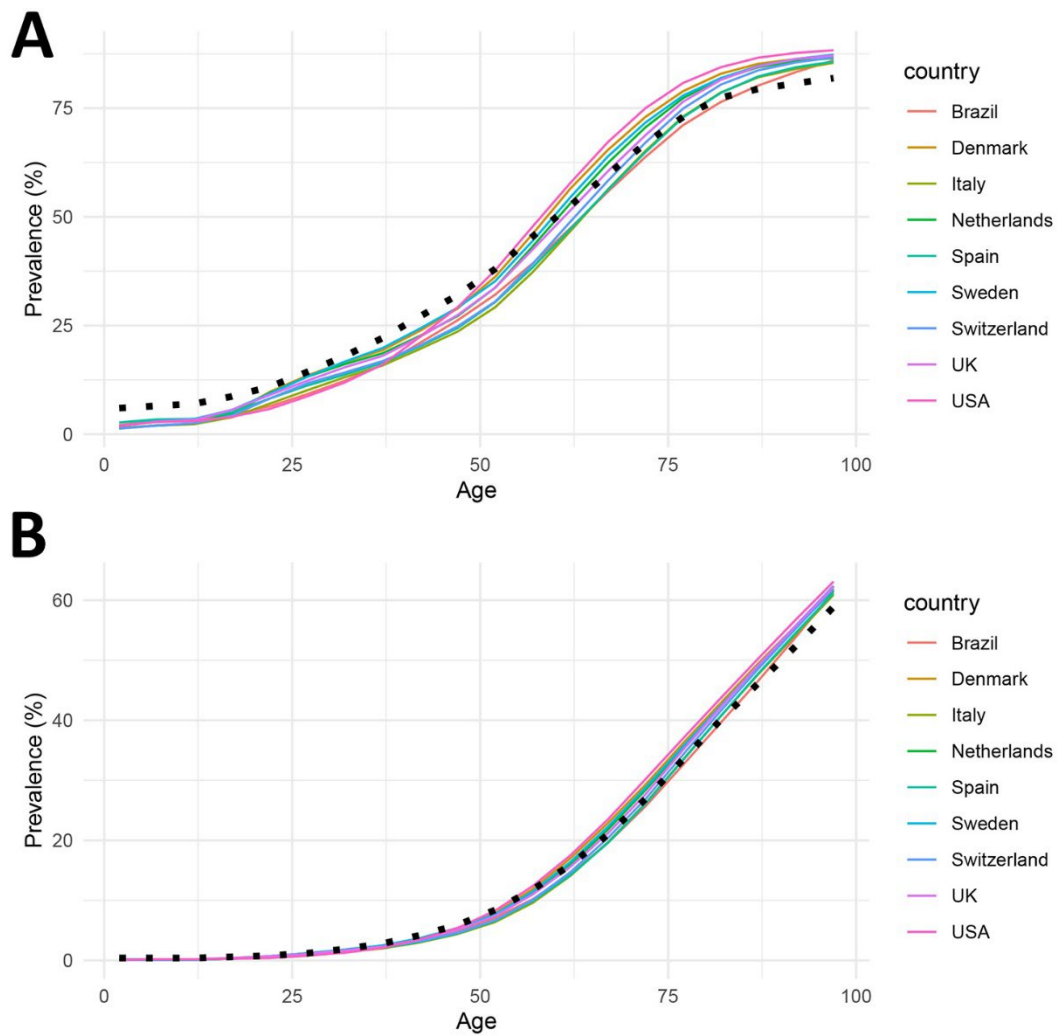 A
75
50
25
0
Prevalence (%)
0 25 50 75 100
Age
country
Brazil
Denmark
Italy
Netherlands
Spain
Sweden
Switzerland
UK
USA
B
60
40
20
0
Prevalence (%)
0 25 50 75 100
Age
country
Brazil
Denmark
Italy
Netherlands
Spain
Sweden
Switzerland
UK
USA